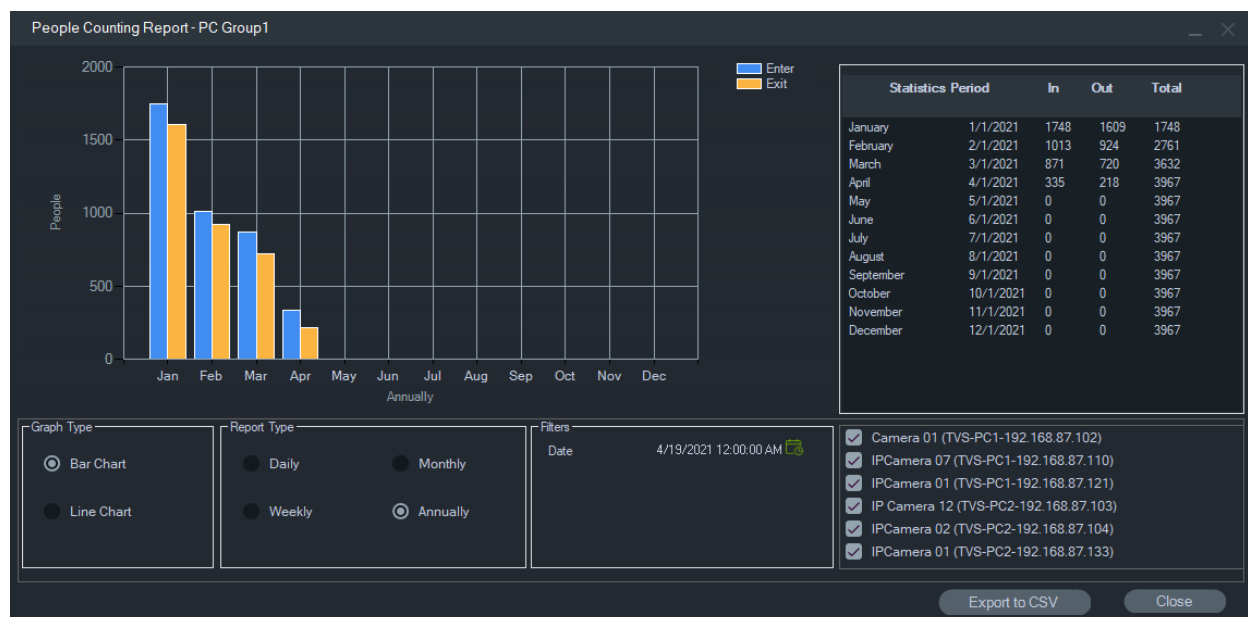 People Counting Report - PC Group1
2000
1500
1000
500
0
People
Jan Feb Mar Apr May Jun Jul Aug Sep Oct Nov Dec
Annually
Enter
Exit
Statistics Period In Out Total
January 1/1/2021 1748 1609 1748
February 2/1/2021 1013 924 2761
March 3/1/2021 871 720 3632
April 4/1/2021 335 218 3967
May 5/1/2021 0 0 3967
June 6/1/2021 0 0 3967
July 7/1/2021 0 0 3967
August 8/1/2021 0 0 3967
September 9/1/2021 0 0 3967
October 10/1/2021 0 0 3967
November 11/1/2021 0 0 3967
December 12/1/2021 0 0 3967
Graph Type
Bar Chart
Line Chart
Report Type
Daily Monthly
Weekly Annually
Filters
Date 4/19/2021 12:00:00 AM
Camera 01 (TVS-PC1-192.168.87.102)
IPCamera 07 (TVS-PC1-192.168.87.110)
IPCamera 01 (TVS-PC1-192.168.87.121)
IP Camera 12 (TVS-PC2-192.168.87.103)
IPCamera 02 (TVS-PC2-192.168.87.104)
IPCamera 01 (TVS-PC2-192.168.87.133)
Export to CSV Close